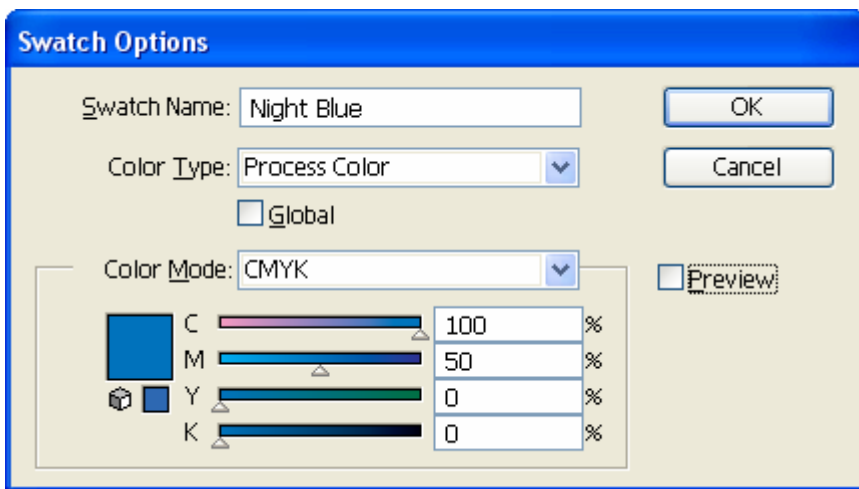 Swatch Options
Swatch Name: Night Blue OK
Color Type: Process Color Cancel
Global
Color Mode: CMYK Preview
C 100 %
M 50 %
Y 0 %
K 0 %